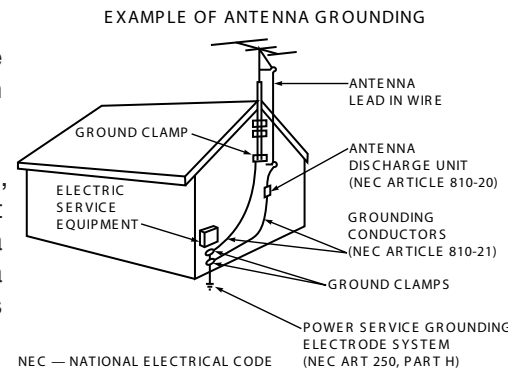 EXAMPLE OF ANTENNA GROUNDING
ANTENNA
LEAD IN WIRE
GROUND CLAMP
ANTENNA
DISCHARGE UNIT
(NEC ARTICLE 810-20)
ELECTRIC
SERVICE
EQUIPMENT
GROUNDING
CONDUCTORS
(NEC ARTICLE 810-21)
GROUND CLAMPS
POWER SERVICE GROUNDING
ELECTRODE SYSTEM
(NEC ART 250, PART H)
NEC — NATIONAL ELECTRICAL CODE